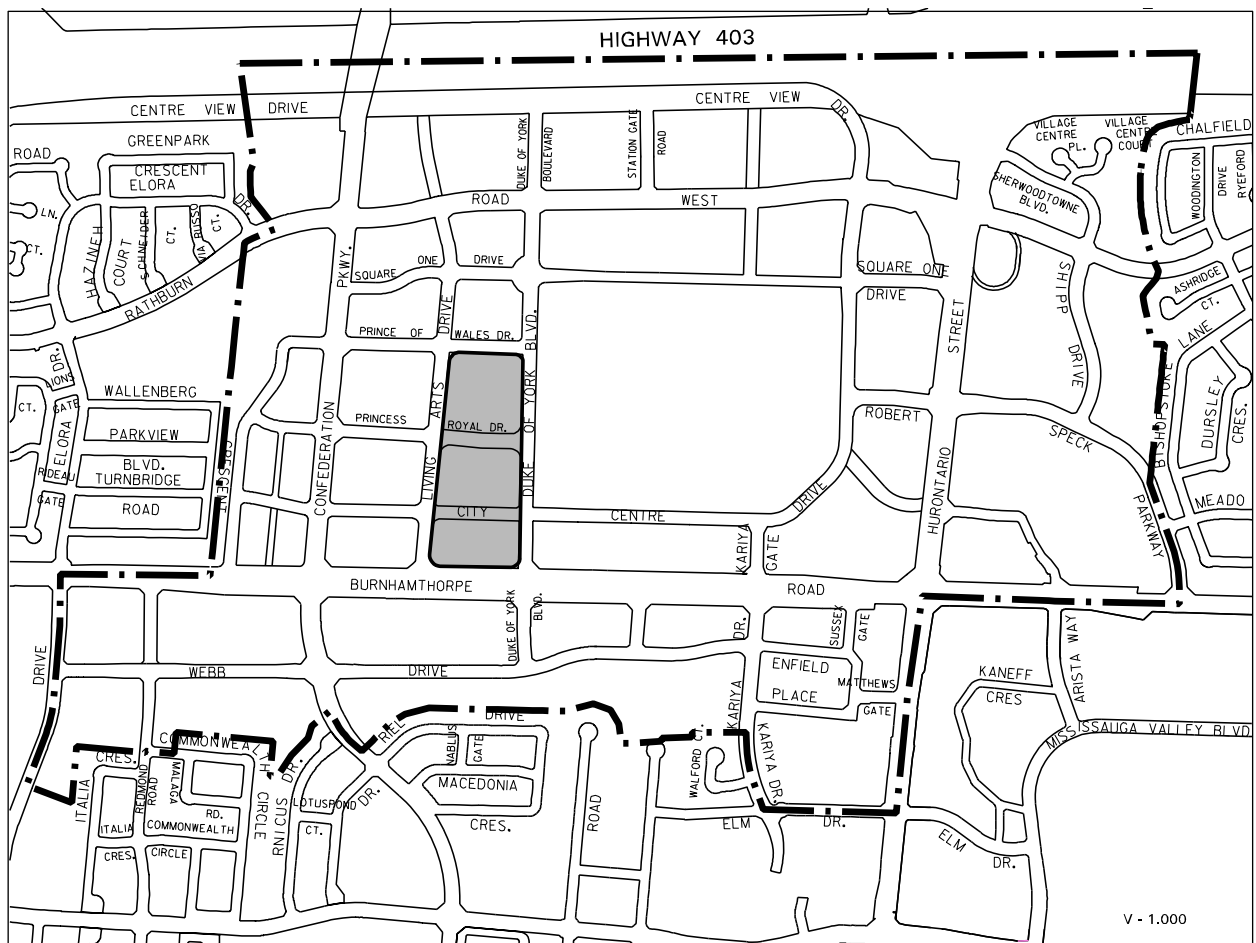 HIGHWAY 403
CENTRE VIEW DRIVE
CENTRE VIEW
DR.
GREENPARK
ROAD
CRESCENT
ELORA
DR.
LN.
CT.
HAZINEH
COURT
SCHNEIDER
CT.
VIA RUSSO
CT.
RATHBURN
ROAD
WEST
DUKE OF YORK
BOULEVARD
STATION GATE
ROAD
VILLAGE
CENTRE
PL.
VILLAGE
CENTRE
COURT
CHALFIELD
WOODINGTON
DRIVE
RYEFORD
SHERWOODTOWNE
BLVD.
SQUARE ONE DRIVE
PKWY.
SQUARE ONE
DRIVE
SHIPP
DRIVE
ASHRIDGE
CT.
LANE
PRINCE OF WALES DR.
DRIVE
BLVD.
STREET
DR.
LIONS
GATE
CT.
ELORA
RIDEAU
GATE
WALLENBERG
PARKVIEW
BLVD.
TURNBRIDGE
ROAD
CRESCENT
CONFEDERATION
PRINCESS
ROYAL DR.
LIVING
ARTS
DUKE OF YORK
CITY
CENTRE
DRIVE
ROBERT
SPECK
PARKWAY
BISHOPSTOKE
DURSLEY
CRES.
MEADO
HURONTARIO
KARIYA
GATE
BURNHAMTHORPE
ROAD
DUKE OF YORK
BLVD.
DR.
SUSSEX
GATE
DRIVE
WEBB
DRIVE
ENFIELD
PLACE
MATTHEWS
GATE
KARIYA
KANEFF
CRES
ARISTA WAY
MISSISSAUGA VALLEY BLVD
COMMONWEALTH
CIRCLE
RIEL
DRIVE
NABLUS
GATE
MACEDONIA
CRES.
CT.
WALFORD
KARIYA DR.
ELM
DR.
ELM
DR.
ITALIA
CRES.
REDMOND
ROAD
MALAGA
RD.
COMMONWEALTH
CIRCLE
ITALIA
CRES.
SUCINRI
DR.
LOTUSPOND
CT.
DR.
ROAD
V - 1.000